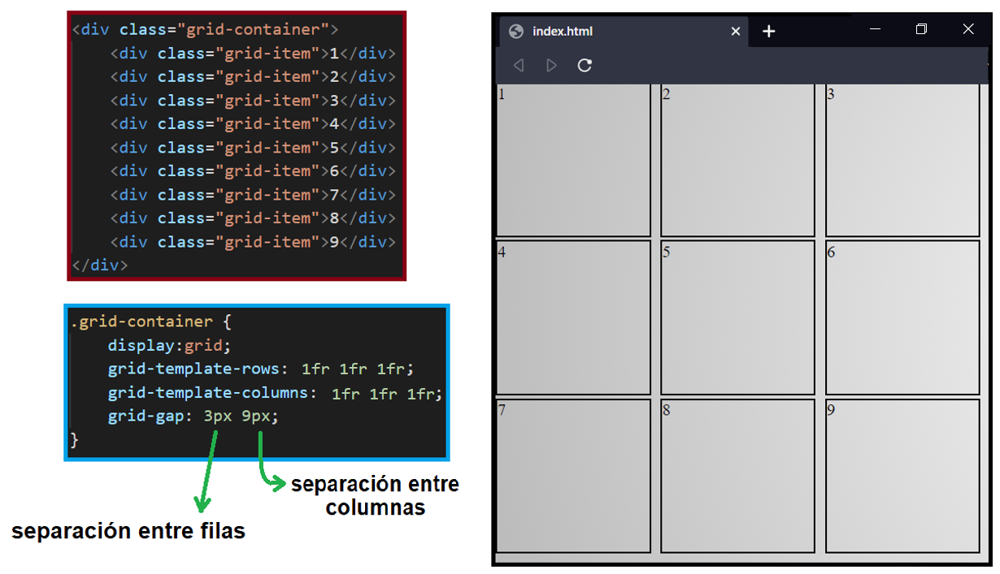 <div class="grid-container">
<div class="grid-item">1</div>
<div class="grid-item">2</div>
<div class="grid-item">3</div>
<div class="grid-item">4</div>
<div class="grid-item">5</div>
<div class="grid-item">6</div>
<div class="grid-item">7</div>
<div class="grid-item">8</div>
<div class="grid-item">9</div>
</div>
.grid-container {
display:grid;
grid-template-rows: 1fr 1fr 1fr;
grid-template-columns: 1fr 1fr 1fr;
grid-gap: 3px 9px;
}
separación entre
columnas
separación entre filas
index.html
1 2 3
4 5 6
7 8 9